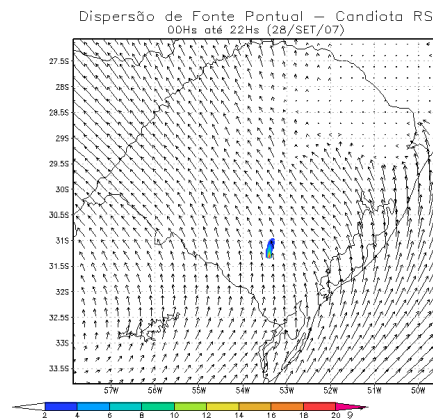 Dispersão de Fonte Pontual – Candiota RS
00Hs até 22Hs (28/SET/07)
27.5S
28S
28.5S
29S
29.5S
30S
30.5S
31S
31.5S
32S
32.5S
33S
33.5S
57W 56W 55W 54W 53W 52W 51W 50W
2 6 8 10 12 14 16 18 20 9